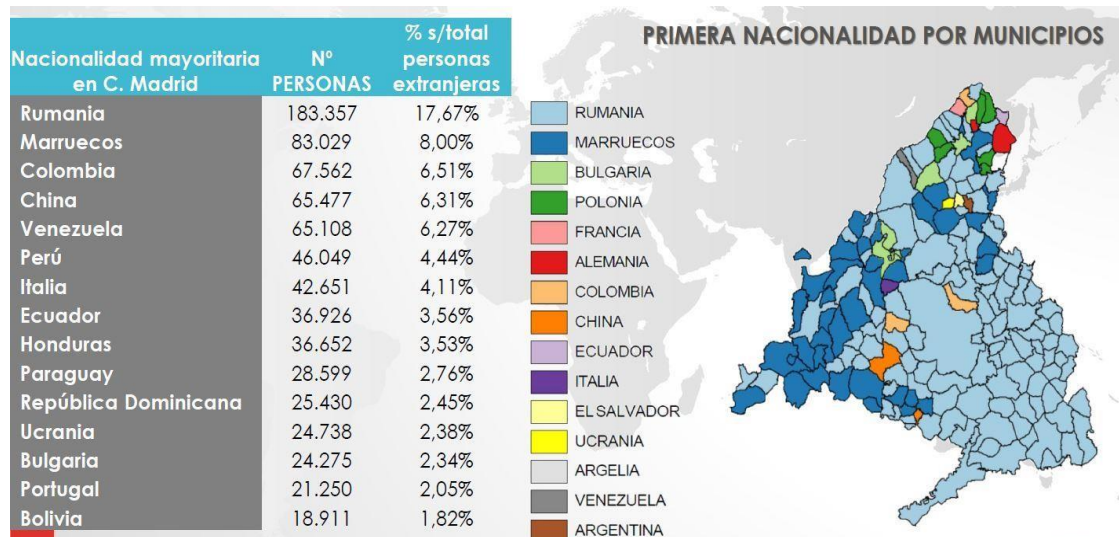 Nacionalidad mayoritaria en C. Madrid Nº PERSONAS % s/total personas extranjeras
Rumania 183.357 17,67%
Marruecos 83.029 8,00%
Colombia 67.562 6,51%
China 65.477 6,31%
Venezuela 65.108 6,27%
Perú 46.049 4,44%
Italia 42.651 4,11%
Ecuador 36.926 3,56%
Honduras 36.652 3,53%
Paraguay 28.599 2,76%
República Dominicana 25.430 2,45%
Ucrania 24.738 2,38%
Bulgaria 24.275 2,34%
Portugal 21.250 2,05%
Bolivia 18.911 1,82%
PRIMERA NACIONALIDAD POR MUNICIPIOS
RUMANIA
MARRUECOS
BULGARIA
POLONIA
FRANCIA
ALEMANIA
COLOMBIA
CHINA
ECUADOR
ITALIA
EL SALVADOR
UCRANIA
ARGELIA
VENEZUELA
ARGENTINA